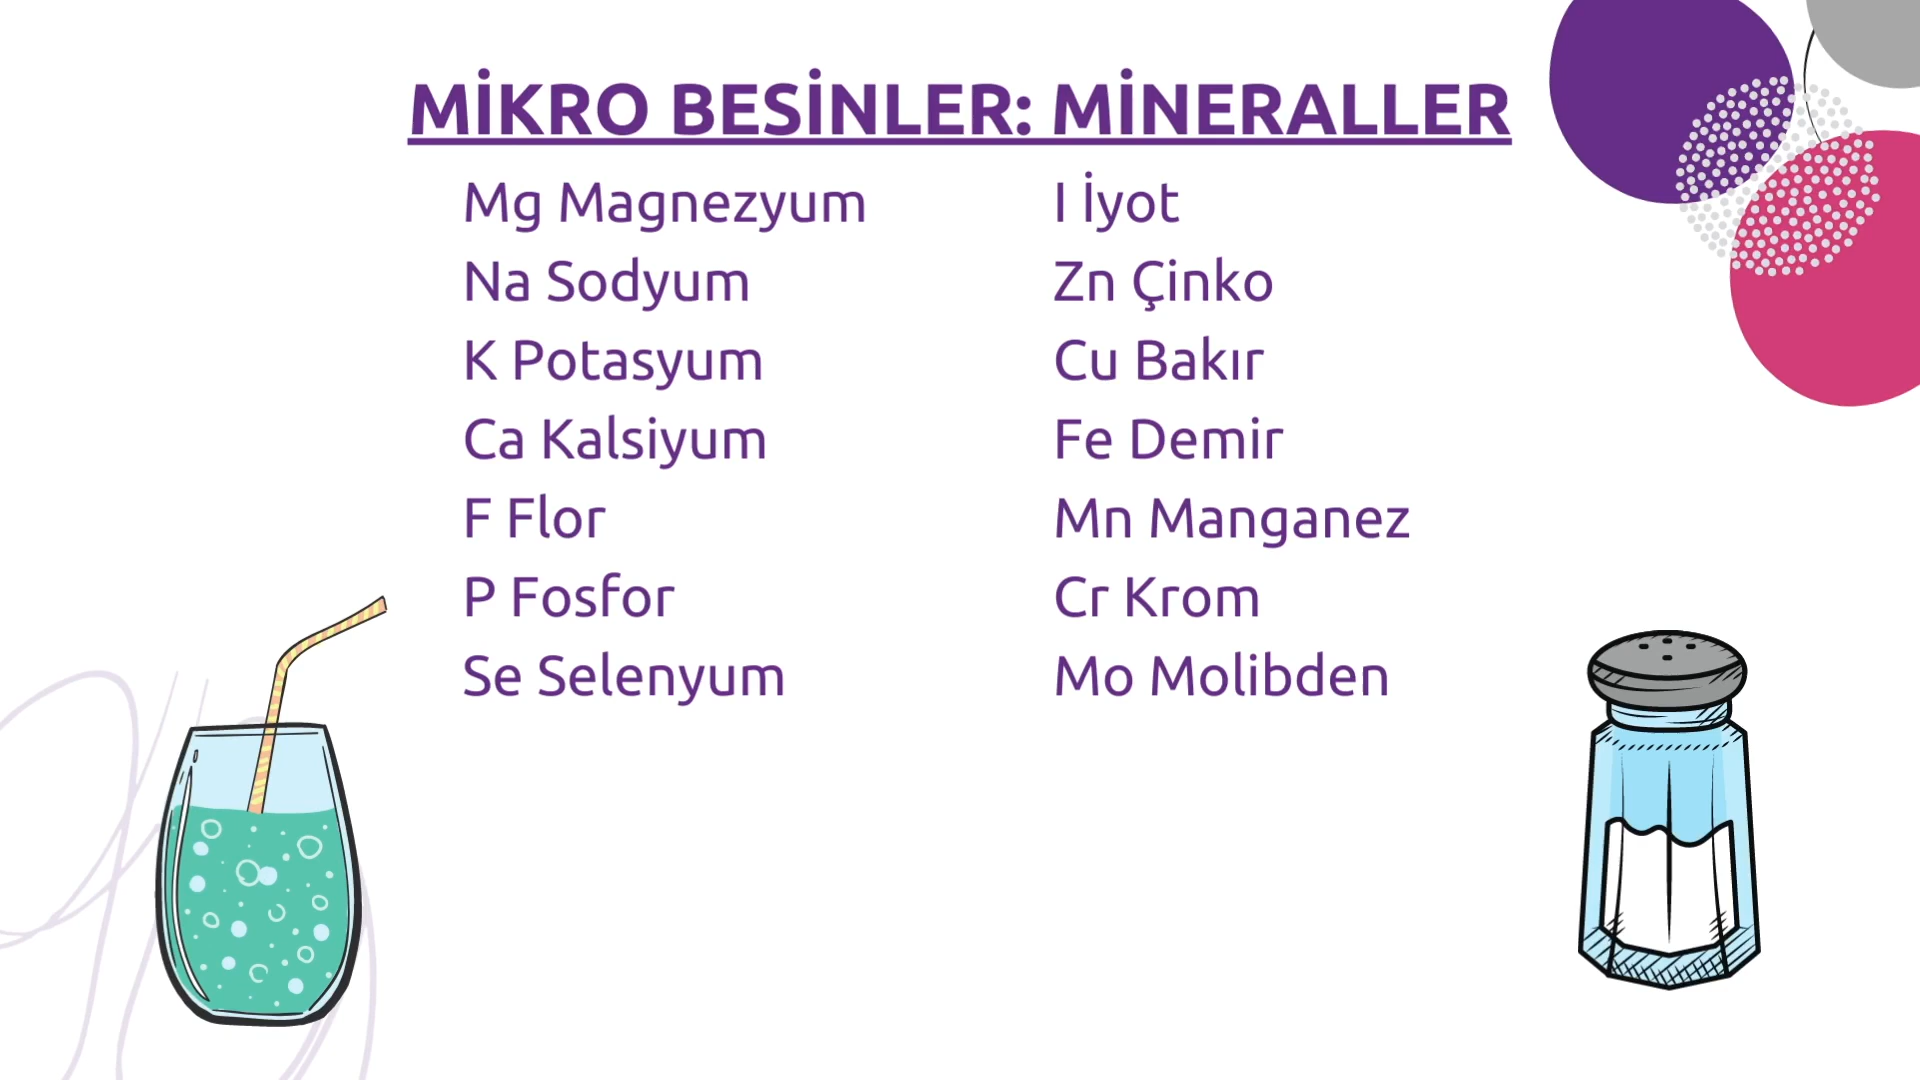 MİKRO BESİNLER: MİNERALLER
Mg Magnezyum
Na Sodyum
K Potasyum
Ca Kalsiyum
F Flor
P Fosfor
Se Selenyum
I İyot
Zn Çinko
Cu Bakır
Fe Demir
Mn Manganez
Cr Krom
Mo Molibden